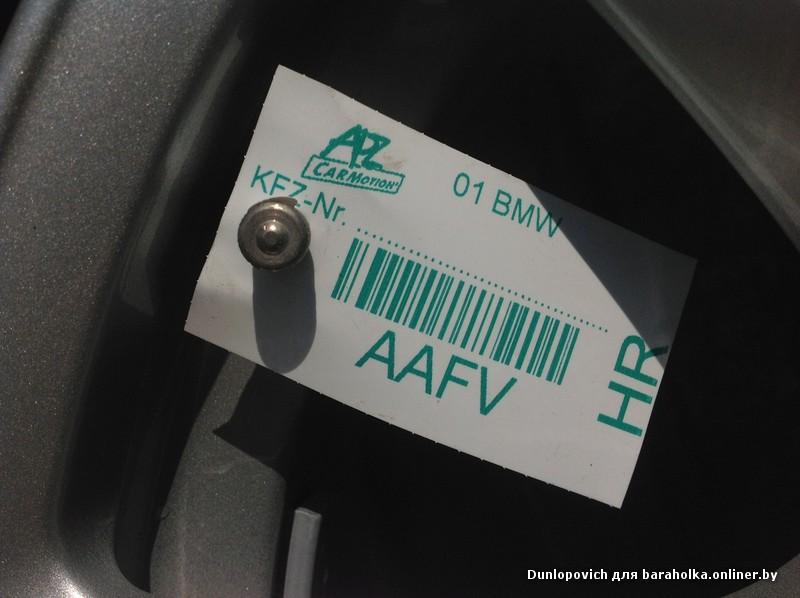 APZ
CARMOTION
01 BMW
KFZ-Nr.
AAFV
HR
Dunlopovich для baraholka.onliner.by